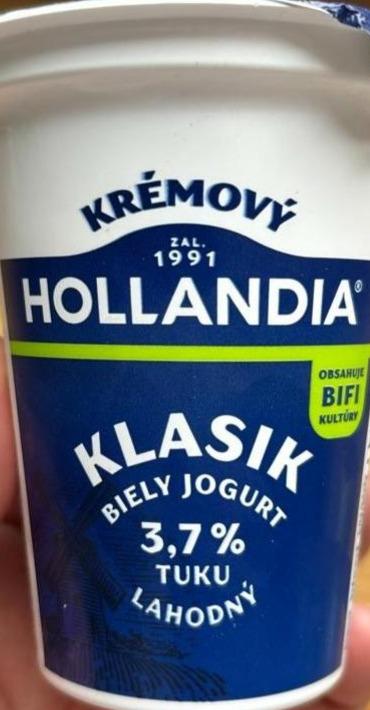 KRÉMOVÝ
ZAL.
1991
HOLLANDIA®
OBSAHUJE
BIFI
KULTÚRY
KLASIK
BIELY JOGURT
3,7%
TUKU
LAHODNÝ